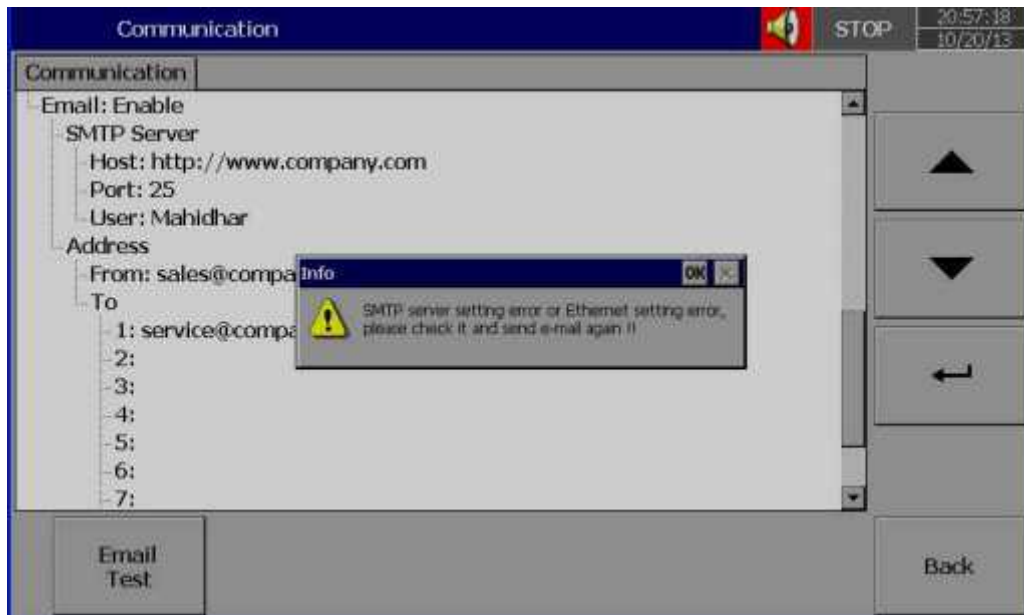 Communication
STOP
20:57:18
10/20/13
Communication
Email: Enable
SMTP Server
Host: http://www.company.com
Port: 25
User: Mahidhar
Address
From: sales@compa
To
1: service@compa
2:
3:
4:
5:
6:
7:
Info
OK
SMTP server setting error or Ethernet setting error,
please check it and send e-mail again !!
Email
Test
Back